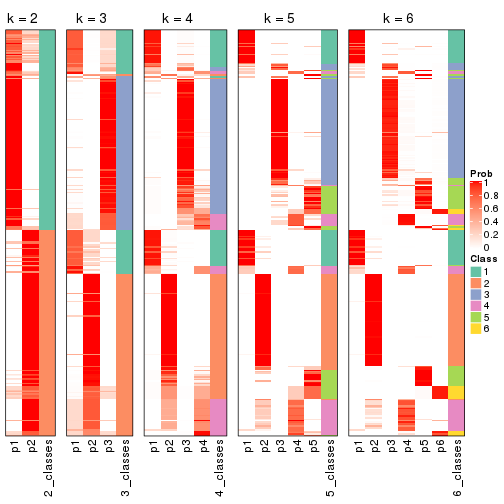 k = 2
k = 3
k = 4
k = 5
k = 6
p1
p2
2_classes
p1
p2
p3
3_classes
p1
p2
p3
p4
4_classes
p1
p2
p3
p4
p5
5_classes
p1
p2
p3
p4
p5
p6
6_classes
Prob
1
0.8
0.6
0.4
0.2
0
Class
1
2
3
4
5
6